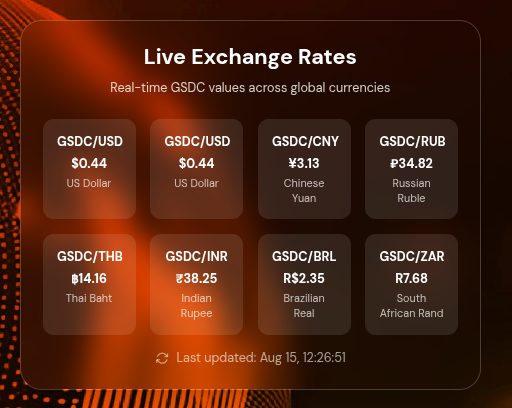 Live Exchange Rates
Real-time GSDC values across global currencies
GSDC/USD
$0.44
US Dollar
GSDC/USD
$0.44
US Dollar
GSDC/CNY
¥3.13
Chinese
Yuan
GSDC/RUB
₽34.82
Russian
Ruble
GSDC/THB
฿14.16
Thai Baht
GSDC/INR
₹38.25
Indian
Rupee
GSDC/BRL
R$2.35
Brazilian
Real
GSDC/ZAR
R7.68
South
African Rand
Last updated: Aug 15, 12:26:51